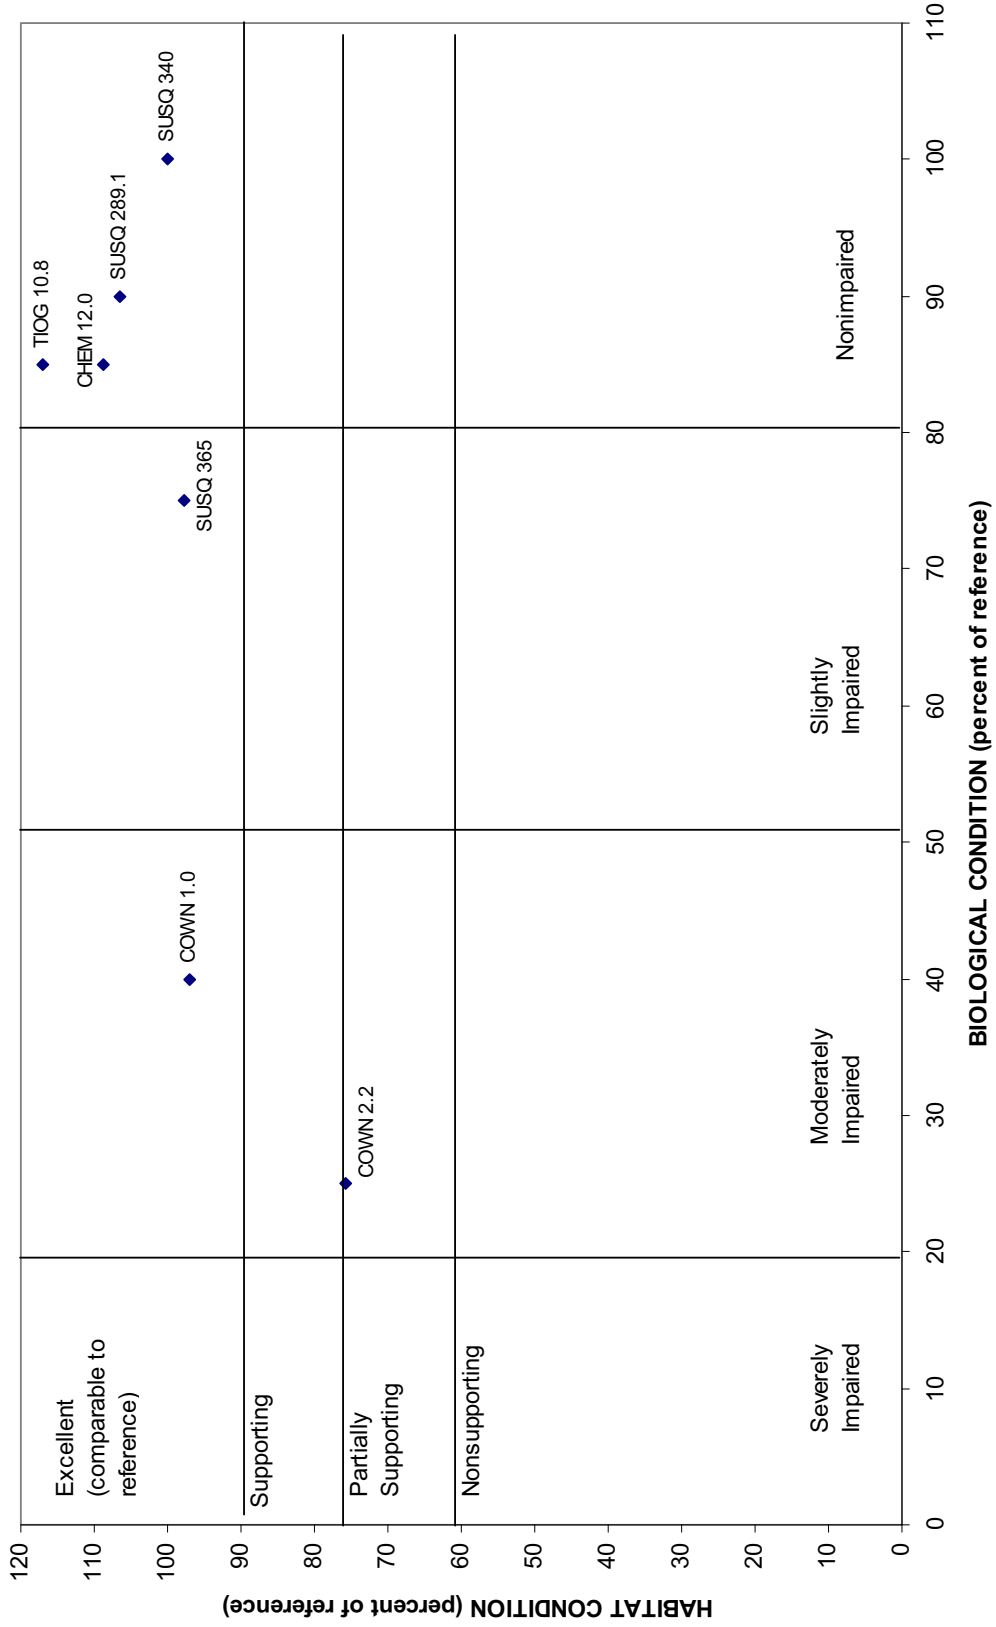 HABITAT CONDITION (percent of reference)
120
110
100
90
80
70
60
50
40
30
20
10
0
Excellent
(comparable to
reference)
Supporting
Partially
Supporting
Nonsupporting
TIOG 10.8
CHEM 12.0
SUSQ 289.1
SUSQ 340
SUSQ 365
COWN 1.0
COWN 2.2
Severely
Impaired
Moderately
Impaired
Slightly
Impaired
Nonimpaired
0
10
20
30
40
50
60
70
80
90
100
110
BIOLOGICAL CONDITION (percent of reference)